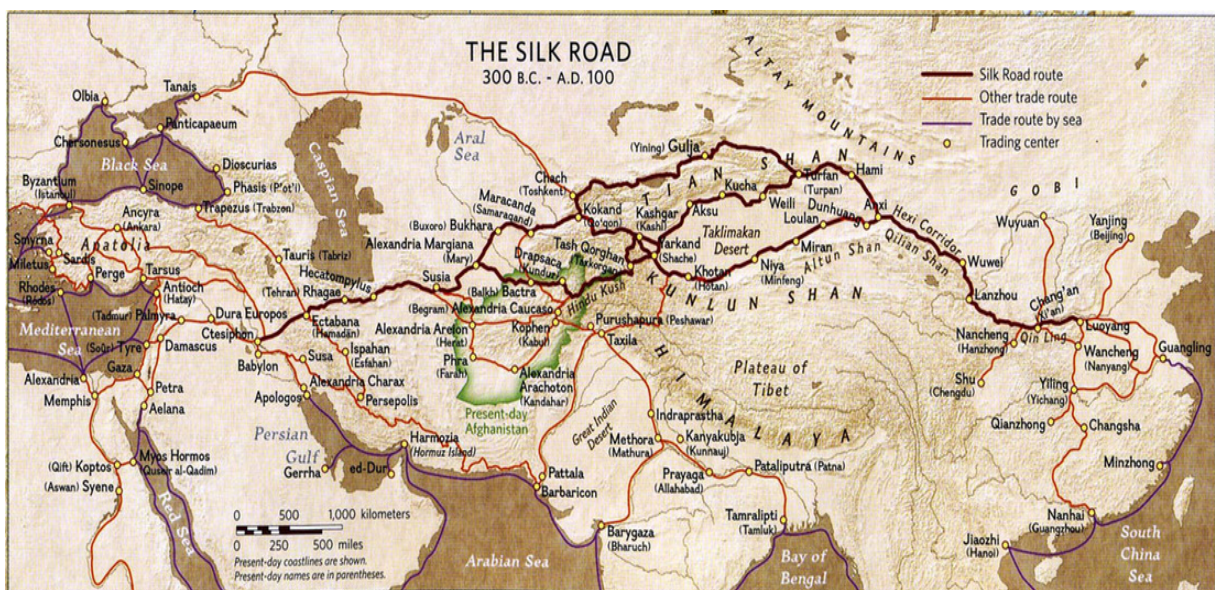 THE SILK ROAD
300 B.C. - A.D. 100
Silk Road route
Other trade route
Trade route by sea
Trading center
ALTAY MOUNTAINS
GOBI
Olbia
Tanais
Panticapaeum
Chersonesus
Black Sea
Dioscurias
Phasis (P'ot'i)
Sinope
Trapezus (Trabzon)
Byzantium
(Istanbul)
Ancyra
(Ankara)
Anatolia
Smyrna
Sardis
Miletus
Perge
Tarsus
Rhodes
(Rodos)
Antioch
(Hatay)
Mediterranean
Sea
(Tadmur) Palmyra
Dura Europos
(Soûr) Tyre
Damascus
Ctesiphon
Babylon
Gaza
Alexandria
Memphis
Petra
Aelana
(Qift) Koptos
Myos Hormos
(Quseir al-Qadim)
(Aswan) Syene
Red Sea
Caspian Sea
Aral
Sea
Tauris (Tabriz)
Hecatompylus
(Tehran) Rhagae
Ectabana
(Hamadan)
Susa
Ispahan
(Esfahan)
Alexandria Charax
Apologos
Persepolis
Persian
Gulf
Gerrha
ed-Dur
Harmozia
(Hormuz Island)
Susia
Alexandria Margiana
(Mary)
(Buxoro) Bukhara
Maracanda
(Samarqand)
Chach
(Toshkent)
Kokand
(Qo'qon)
Drapsaca
(Kunduz)
(Balkh) Bactra
(Begram) Alexandria Caucaso
Hindu Kush
Alexandria Areion
(Herat)
Kophen
(Kabul)
Phra
(Farah)
Alexandria
Arachoton
(Kandahar)
Present-day
Afghanistan
Purushapura (Peshawar)
Taxila
Tash Qorghan
(Taxkorgan)
Kashgar
(Kashi)
Yarkand
(Shache)
TIAN SHAN
(Yining) Gulja
Aksu
Kucha
Weili
Turfan
(Turpan)
Hami
Taklimakan
Desert
Loulan
Dunhuang
Anxi
Miran
Niya
(Minfeng)
Khotan
(Hotan)
Altun Shan
Qilian Shan
KUNLUN SHAN
Hexi Corridor
Wuwei
Lanzhou
Chang'an
(Xi'an)
Luoyang
Qin Ling
Nancheng
(Hanzhong)
Wancheng
(Nanyang)
Shu
(Chengdu)
Yiling
(Yichang)
Guangling
Qianzhong
Changsha
Minzhong
Nanhai
(Guangzhou)
Jiaozhi
(Hanoi)
Wuyuan
Yanjing
(Beijing)
South
China
Sea
Plateau of
Tibet
HIMALAYA
Indraprastha
Methora
(Mathura)
Kanyakubja
(Kunnauj)
Prayaga
(Allahabad)
Pataliputra (Patna)
Great Indian
Desert
Pattala
Barbaricon
Barygaza
(Bharuch)
Tamralipti
(Tamluk)
Arabian Sea
Bay of
Bengal
0 500 1,000 kilometers
0 250 500 miles
Present-day coastlines are shown.
Present-day names are in parentheses.